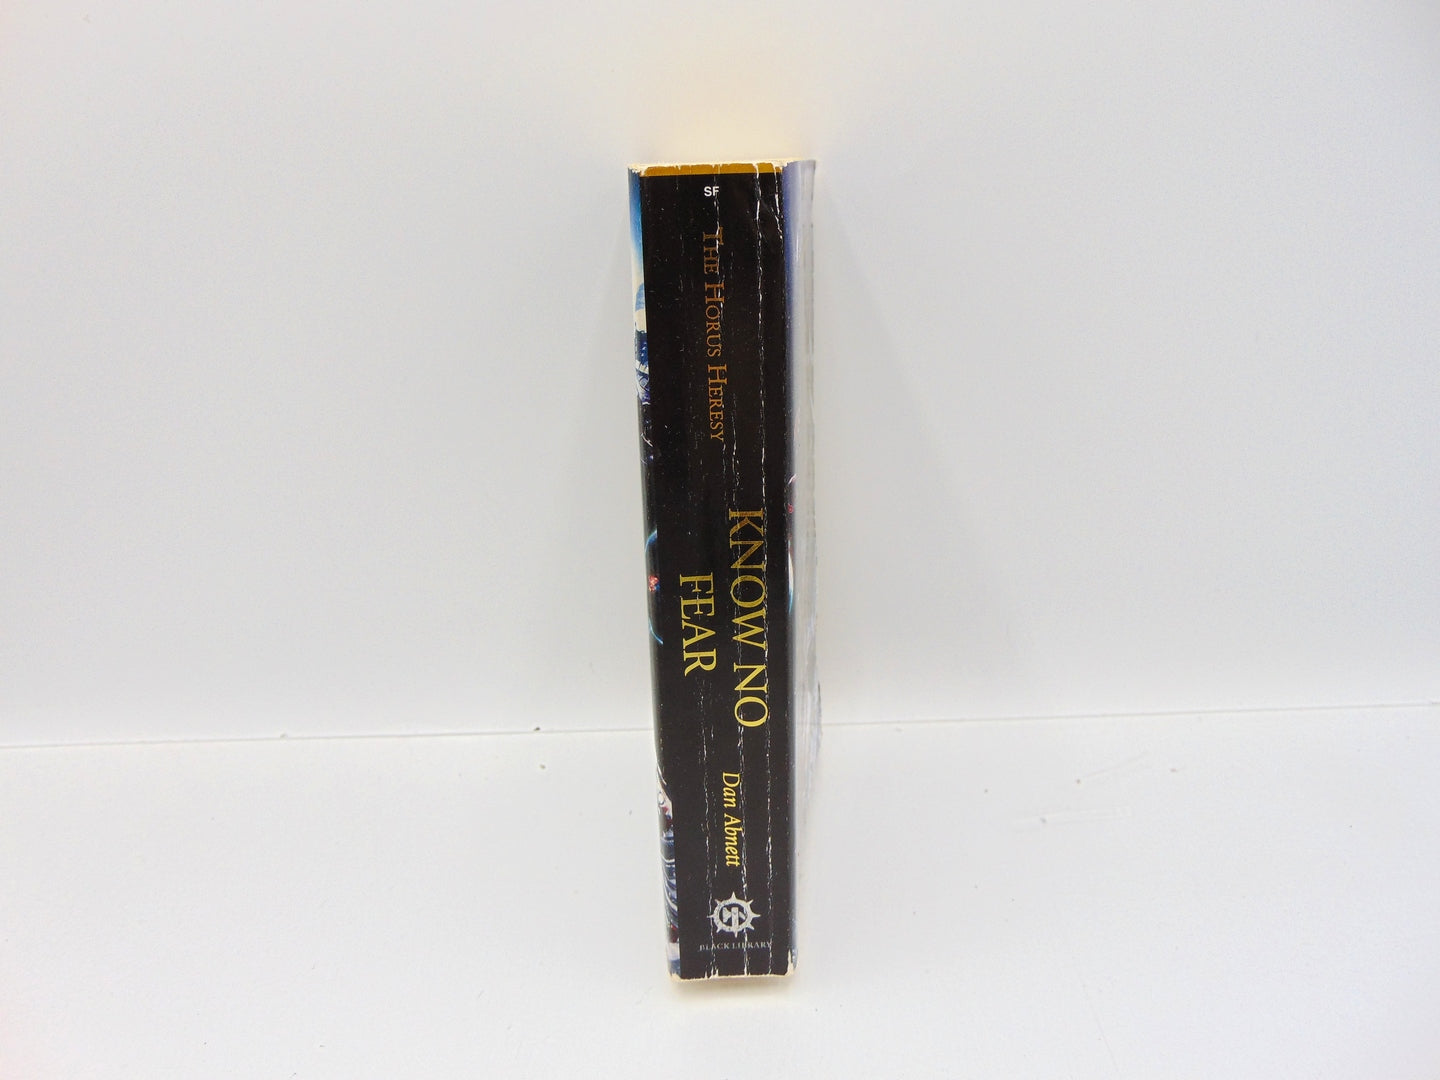 SF
THE HORUS HERESY
KNOW NO
FEAR
Dan Abnett
BLACK LIBRARY